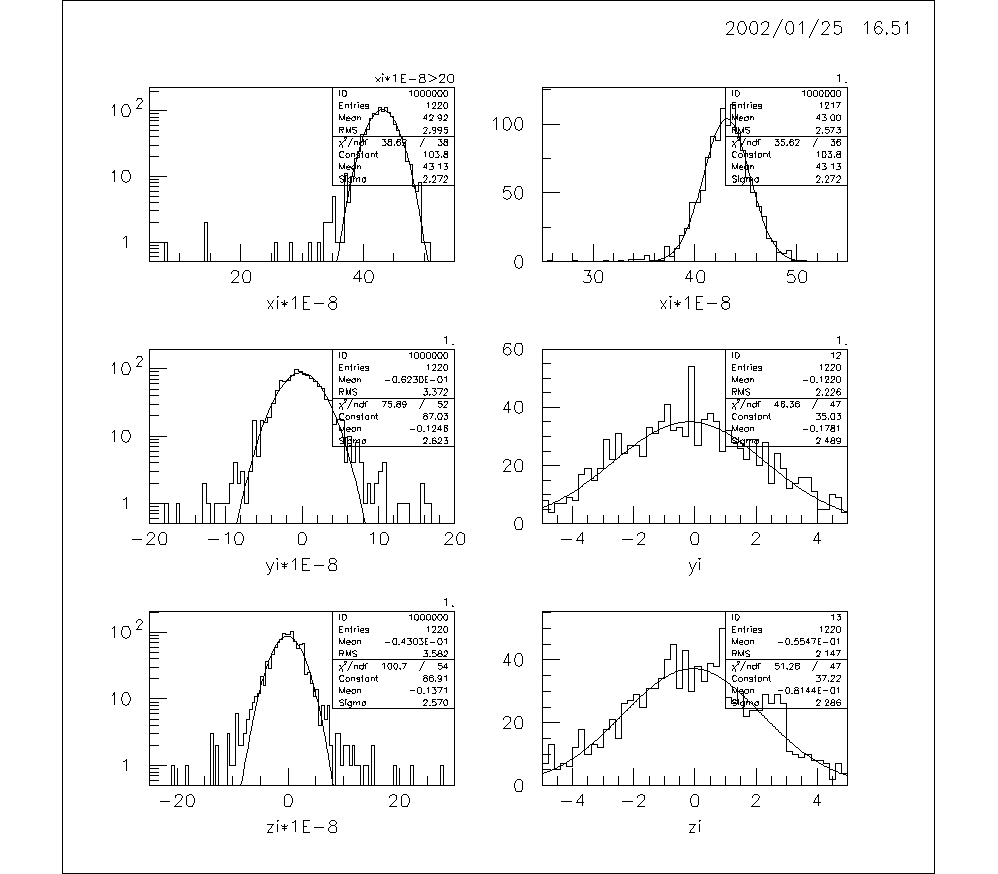 2002/01/25 16.51
xi*1E-8>20
ID 1000000
Entries 1220
Mean 42.92
RMS 2.995
χ²/ndf 38.62 / 38
Constant 103.8
Mean 43.13
Sigma 2.272
10²
10
1
20 40
xi*1E-8
1.
ID 1000000
Entries 1217
Mean 43.00
RMS 2.573
χ²/ndf 35.62 / 36
Constant 103.8
Mean 43.13
Sigma 2.272
100
50
0
30 40 50
xi*1E-8
1.
ID 1000000
Entries 1220
Mean -0.6230E-01
RMS 3.372
χ²/ndf 75.89 / 52
Constant 87.03
Mean -0.1246
Sigma 2.623
10²
10
1
-20 -10 0 10 20
yi*1E-8
1.
ID 12
Entries 1220
Mean -0.1220
RMS 2.226
χ²/ndf 46.36 / 47
Constant 35.03
Mean -0.1781
Sigma 2.489
60
40
20
0
-4 -2 0 2 4
yi
1.
ID 1000000
Entries 1220
Mean -0.4303E-01
RMS 3.582
χ²/ndf 100.7 / 54
Constant 86.91
Mean -0.1371
Sigma 2.570
10²
10
1
-20 0 20
zi*1E-8
1.
ID 13
Entries 1220
Mean -0.5547E-01
RMS 2.147
χ²/ndf 51.26 / 47
Constant 37.22
Mean -0.8144E-01
Sigma 2.286
40
20
0
-4 -2 0 2 4
zi